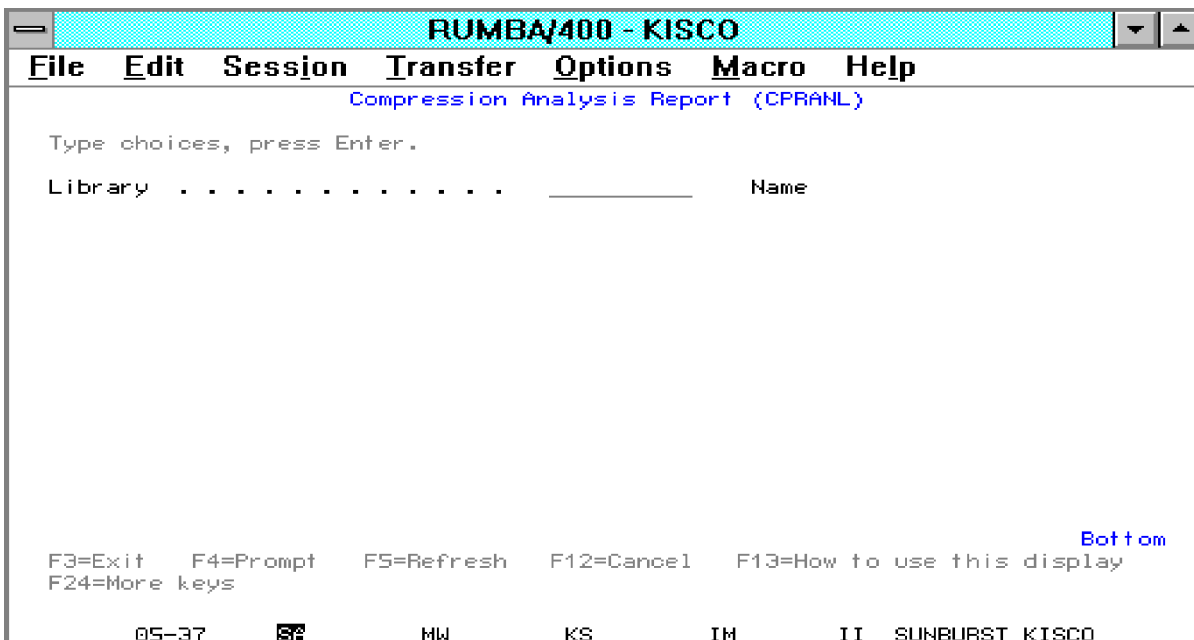 RUMBA/400 - KISCO
File Edit Session Transfer Options Macro Help
Compression Analysis Report (CPRANL)
Type choices, press Enter.
Library . . . . . . . . . . . . __________ Name
Bottom
F3=Exit F4=Prompt F5=Refresh F12=Cancel F13=How to use this display
F24=More keys
05-37 SA MW KS IM II SUNBURST KISCO